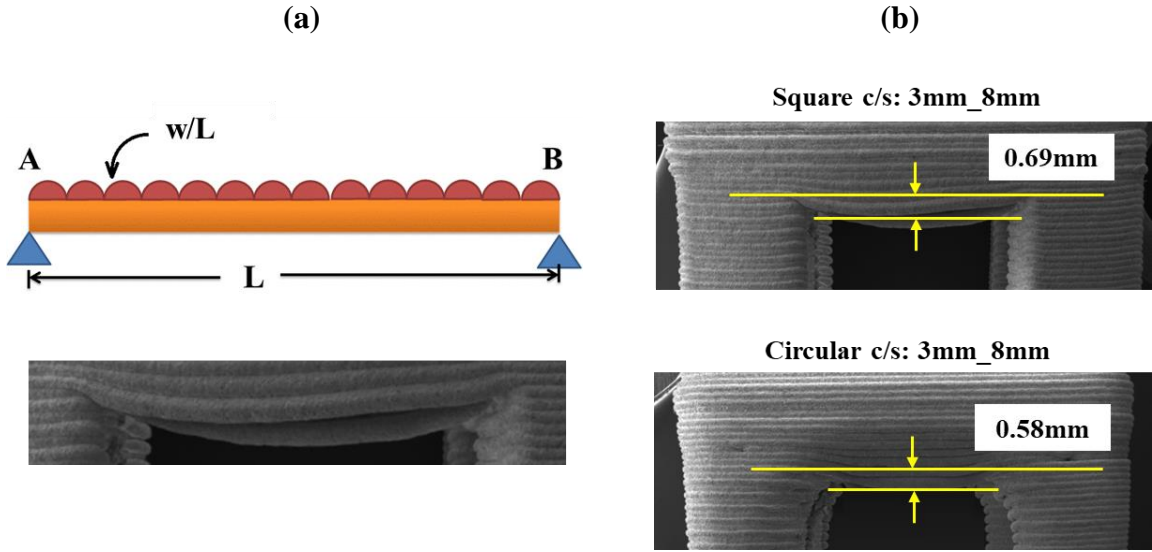 (a)
w/L
A
B
L
(b)
Square c/s: 3mm_8mm
0.69mm
Circular c/s: 3mm_8mm
0.58mm